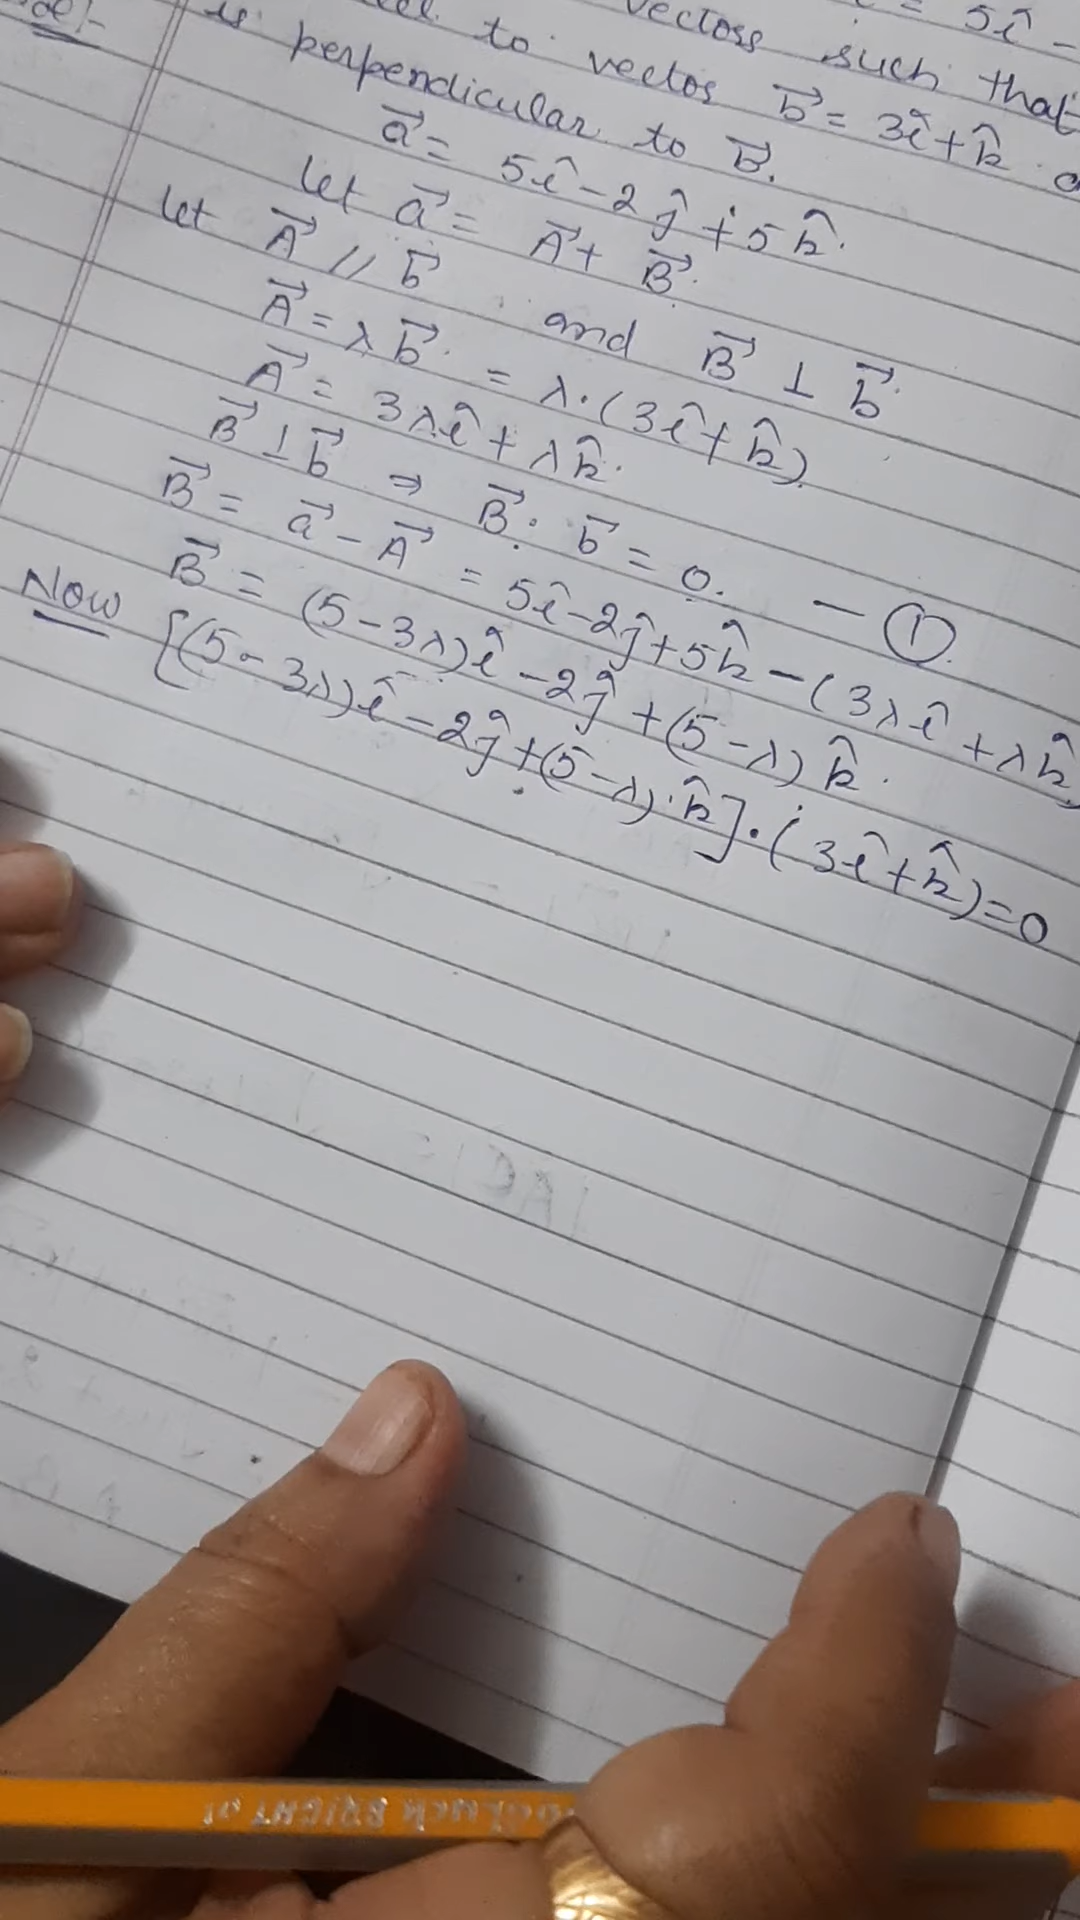 = 5î -
vectors such that
to vector b⃗ = 3î + k̂
is perpendicular to b⃗.
a⃗ = 5î - 2ĵ + 5k̂.
Let a⃗ = A⃗ + B⃗.
Let A⃗ // b⃗ and B⃗ ⊥ b⃗.
A⃗ = λ b⃗. = λ.(3î + k̂)
A⃗ = 3λî + λk̂.
B⃗ ⊥ b⃗ ⇒ B⃗. b⃗ = 0. — ①.
B⃗ = a⃗ - A⃗ = 5î - 2ĵ + 5k̂ - (3λî + λk̂)
B⃗ = (5 - 3λ)î - 2ĵ + (5 - λ)k̂.
Now [(5 - 3λ)î - 2ĵ + (5 - λ).k̂].(3î + k̂) = 0